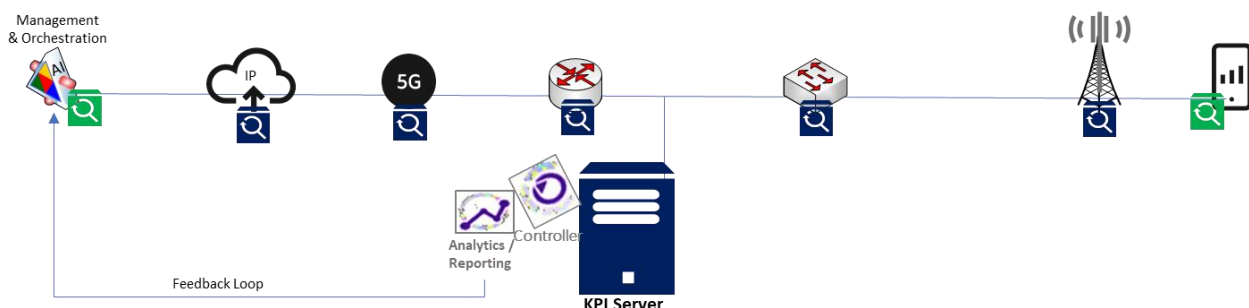 Management
& Orchestration
AI
IP
5G
Analytics /
Reporting
Controller
Feedback Loop
KPI Server